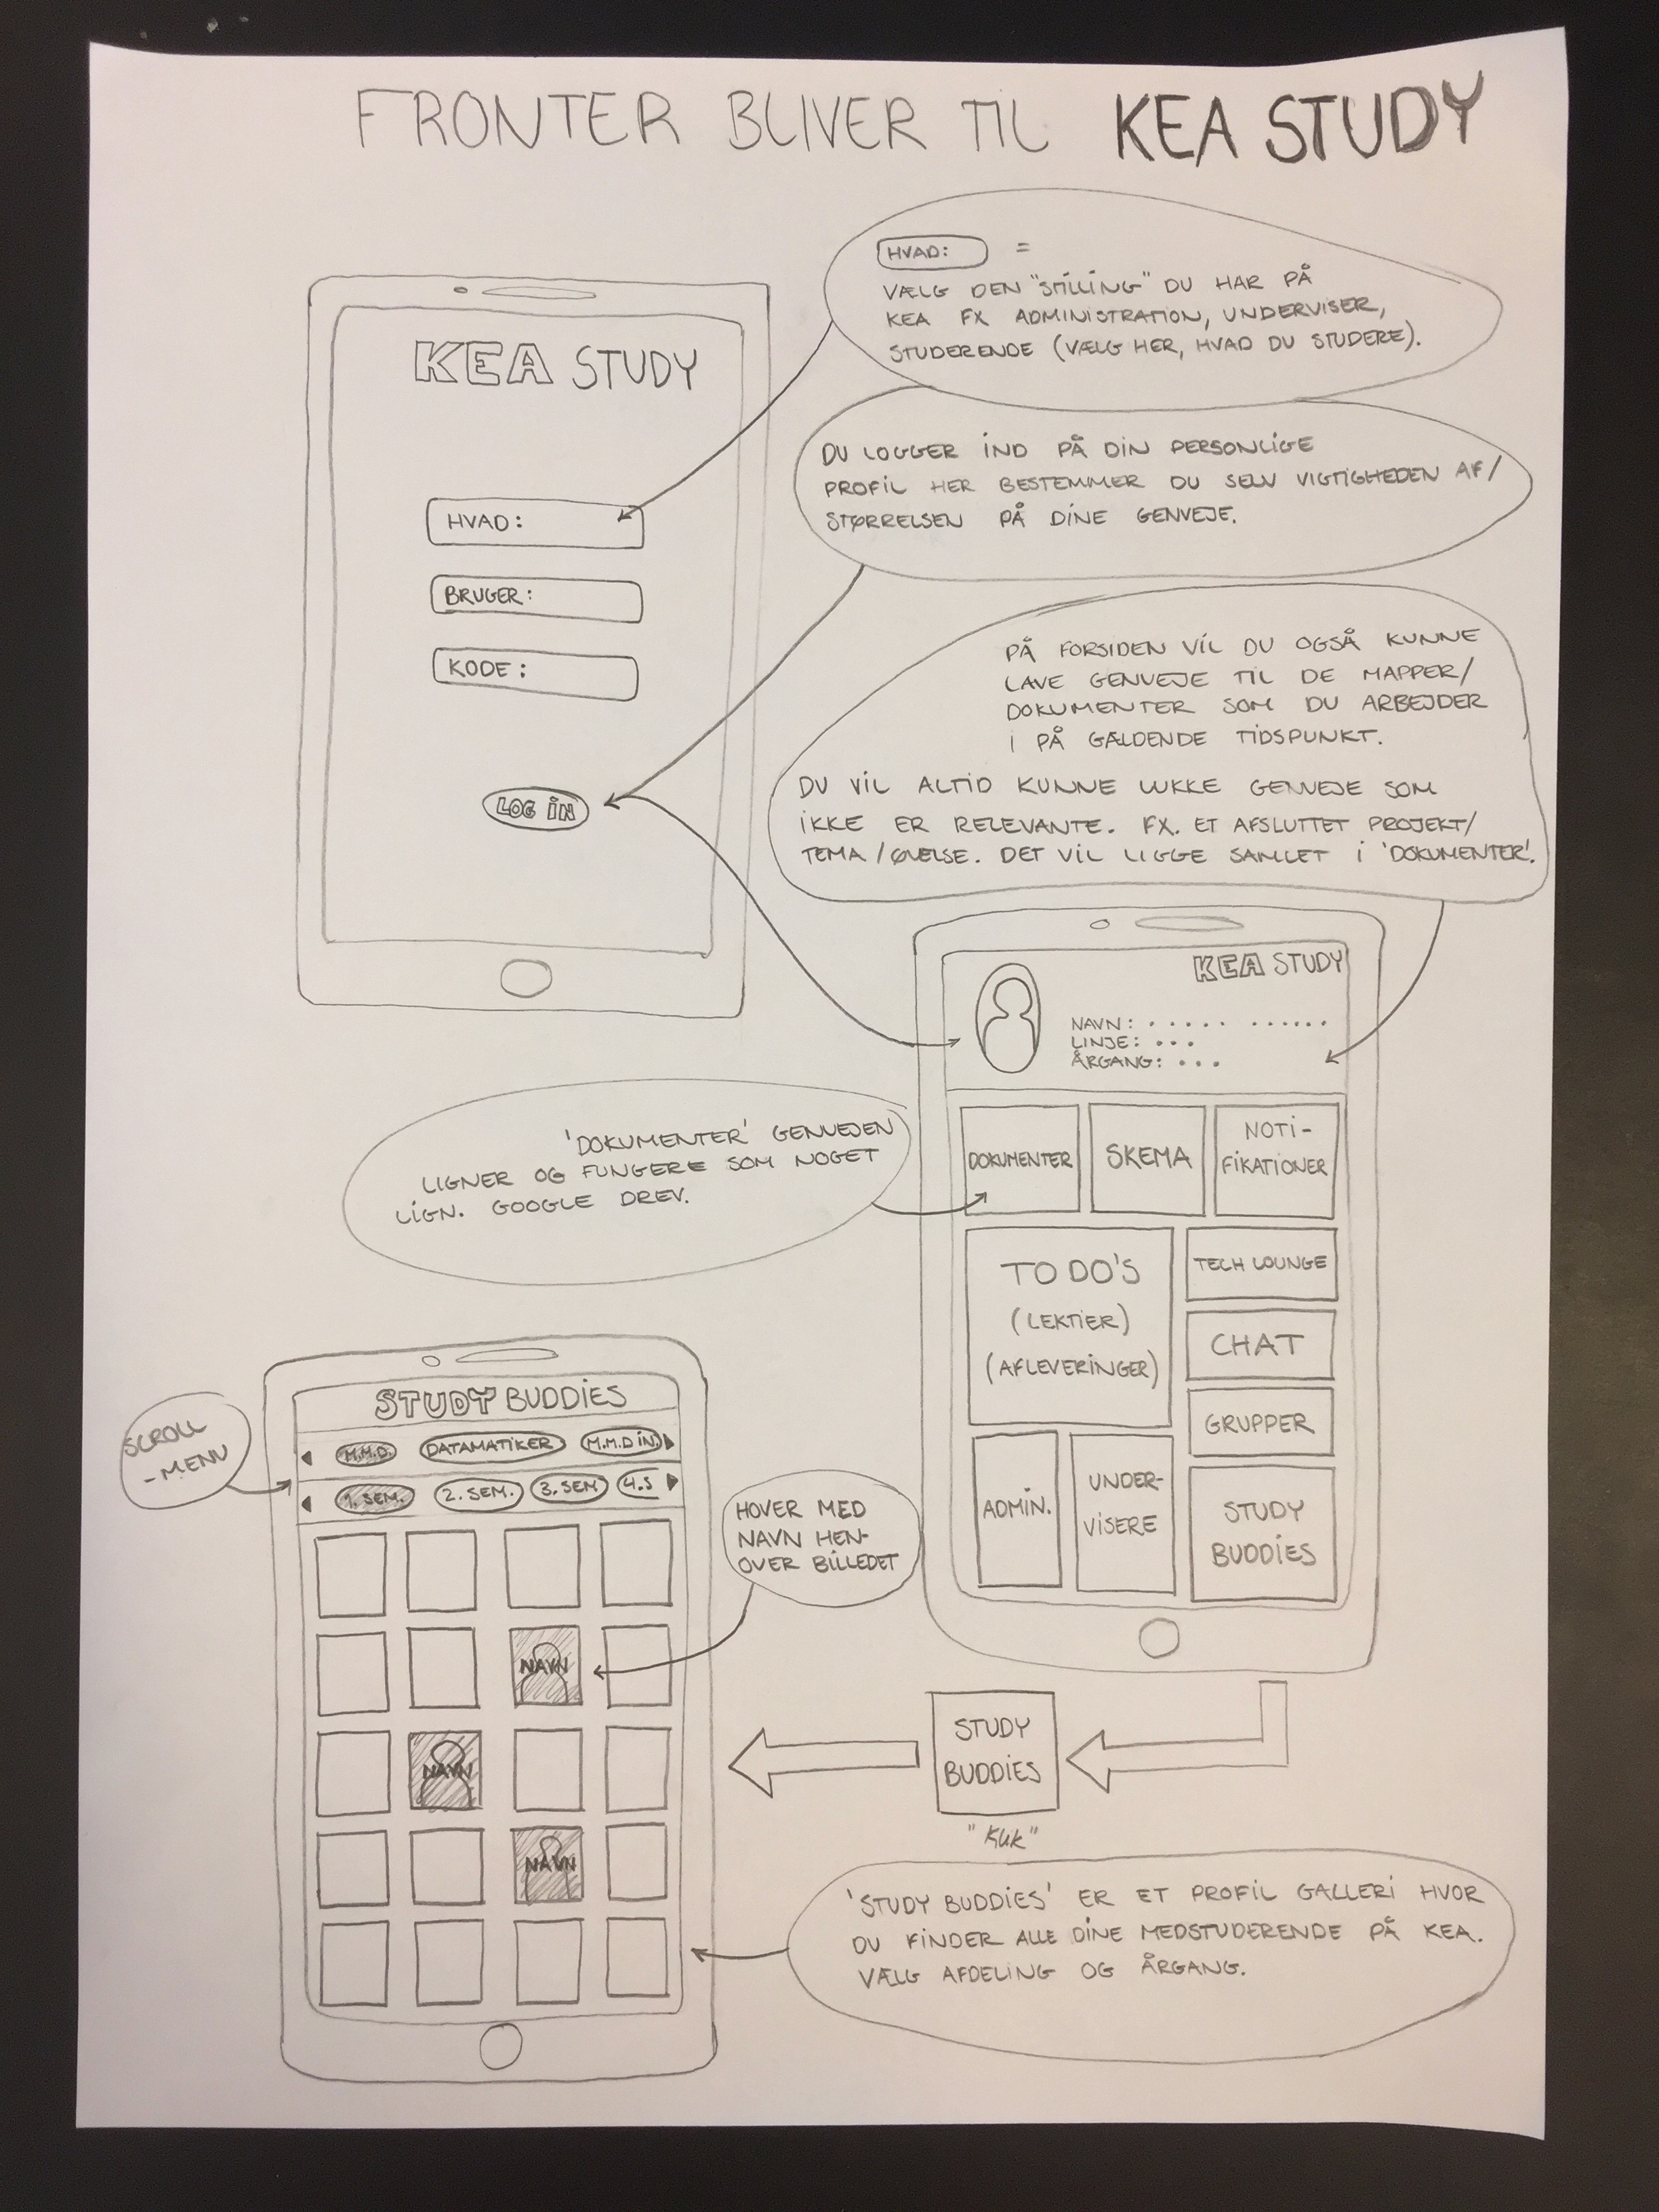 FRONTER BLIVER TIL KEA STUDY
HVAD: =
VÆLG DEN "STILLING" DU HAR PÅ
KEA FX ADMINISTRATION, UNDERVISER,
STUDERENDE (VÆLG HER, HVAD DU STUDERE).
KEA STUDY
HVAD:
BRUGER:
KODE:
LOG IN
DU LOGGER IND PÅ DIN PERSONLIGE
PROFIL HER BESTEMMER DU SELV VIGTIGHEDEN AF/
STØRRELSEN PÅ DINE GENVEJE.
PÅ FORSIDEN VIL DU OGSÅ KUNNE
LAVE GENVEJE TIL DE MAPPER/
DOKUMENTER SOM DU ARBEJDER
I PÅ GÆLDENDE TIDSPUNKT.
DU VIL ALTID KUNNE LUKKE GENVEJE SOM
IKKE ER RELEVANTE. FX. ET AFSLUTTET PROJEKT/
TEMA/ØVELSE. DET VIL LIGGE SAMLET I 'DOKUMENTER'.
KEA STUDY
NAVN: ..... ......
LINJE: ...
ÅRGANG: ...
'DOKUMENTER' GENVEJEN
LIGNER OG FUNGERE SOM NOGET
LIGN. GOOGLE DREV.
DOKUMENTER
SKEMA
NOTI-
FIKATIONER
TO DO'S
(LEKTIER)
(AFLEVERINGER)
TECH LOUNGE
CHAT
GRUPPER
ADMIN.
UNDER-
VISERE
STUDY
BUDDIES
SCROLL
- MENU
STUDY BUDDIES
M.M.D. DATAMATIKER M.M.D IN.
1. SEM. 2. SEM. 3. SEM 4.S
HOVER MED
NAVN HEN-
OVER BILLEDET
NAVN
NAVN
NAVN
STUDY
BUDDIES
"Klik"
'STUDY BUDDIES' ER ET PROFIL GALLERI HVOR
DU FINDER ALLE DINE MEDSTUDERENDE PÅ KEA.
VÆLG AFDELING OG ÅRGANG.